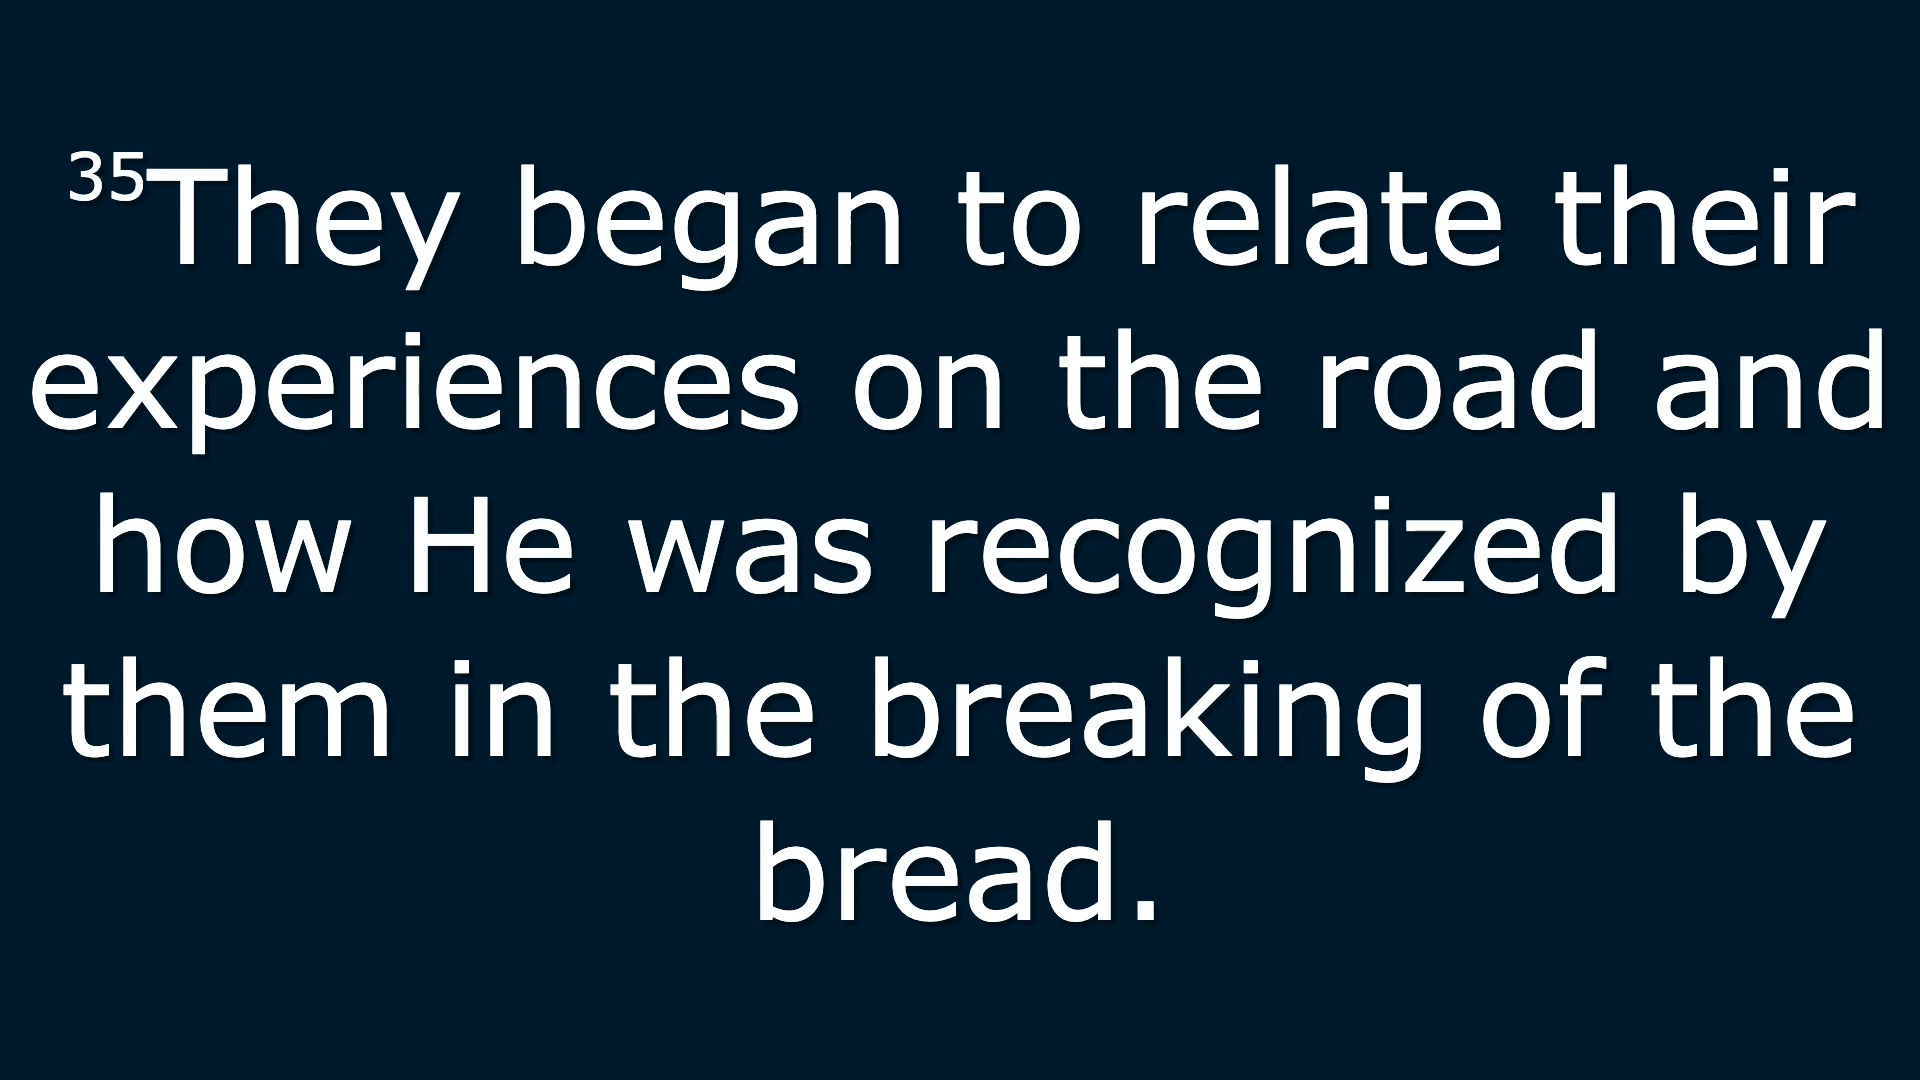 35They began to relate their
experiences on the road and
how He was recognized by
them in the breaking of the
bread.